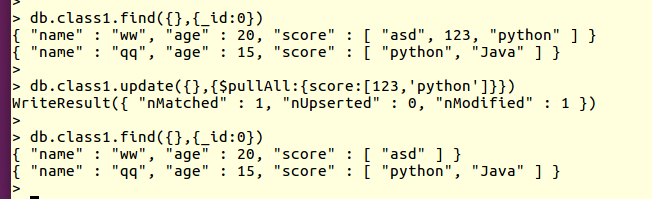 >
> db.class1.find({},{_id:0})
{ "name" : "ww", "age" : 20, "score" : [ "asd", 123, "python" ] }
{ "name" : "qq", "age" : 15, "score" : [ "python", "Java" ] }
>
> db.class1.update({},{$pullAll:{score:[123,'python']}})
WriteResult({ "nMatched" : 1, "nUpserted" : 0, "nModified" : 1 })
>
> db.class1.find({},{_id:0})
{ "name" : "ww", "age" : 20, "score" : [ "asd" ] }
{ "name" : "qq", "age" : 15, "score" : [ "python", "Java" ] }
>